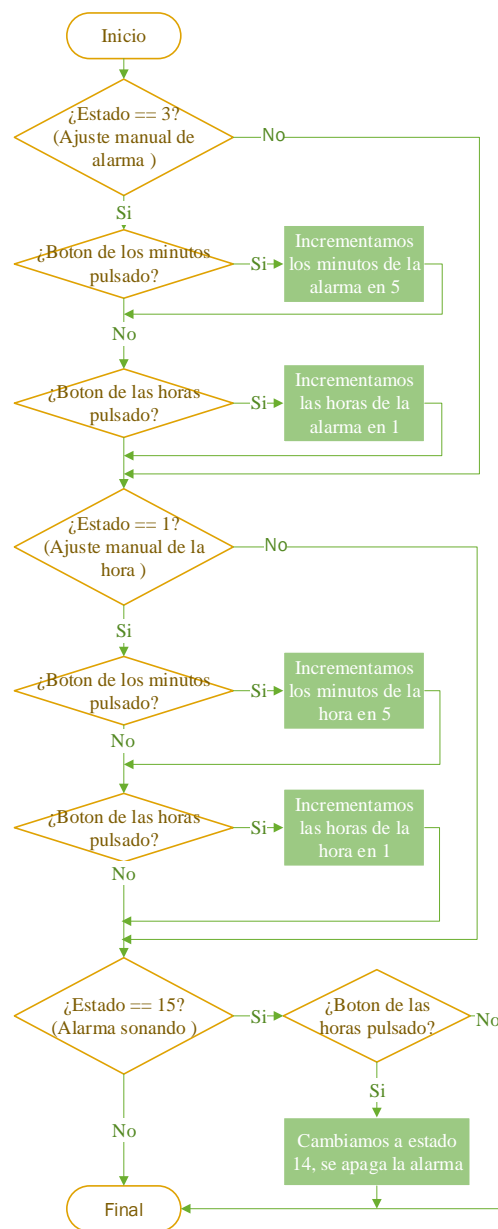 Inicio
¿Estado == 3?
(Ajuste manual de
alarma )
No
Si
¿Boton de los minutos
pulsado?
Si
Incrementamos
los minutos de la
alarma en 5
No
¿Boton de las horas
pulsado?
Si
Incrementamos
las horas de la
alarma en 1
¿Estado == 1?
(Ajuste manual de la
hora )
No
Si
¿Boton de los minutos
pulsado?
Si
Incrementamos
los minutos de la
hora en 5
No
¿Boton de las horas
pulsado?
Si
Incrementamos
las horas de la
hora en 1
No
¿Estado == 15?
(Alarma sonando )
Si
¿Boton de las
horas pulsado?
No
Si
No
Cambiamos a estado
14, se apaga la alarma
Final